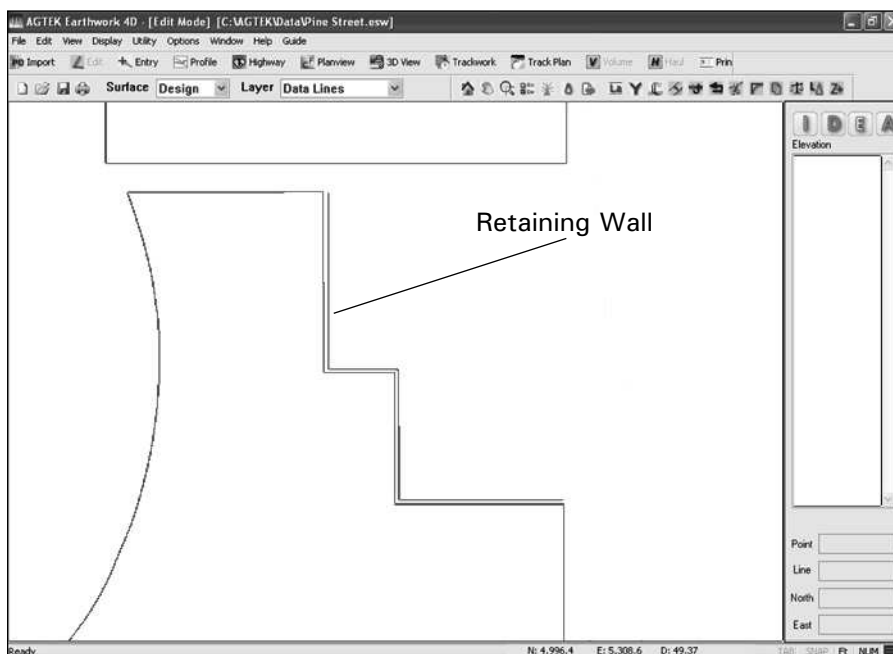 AGTEK Earthwork 4D - [Edit Mode] [C:\AGTEK\Data\Pine Street.esw]
File Edit View Display Utility Options Window Help Guide
Import Edit Entry Profile Highway Planview 3D View Trackwork Track Plan Volume Haul Prin
Surface Design Layer Data Lines
I D E A
Elevation
Retaining Wall
Point
Line
North
East
Ready N: 4,996.4 E: 5,308.6 D: 49.37 TAB SNAP Ft NUM